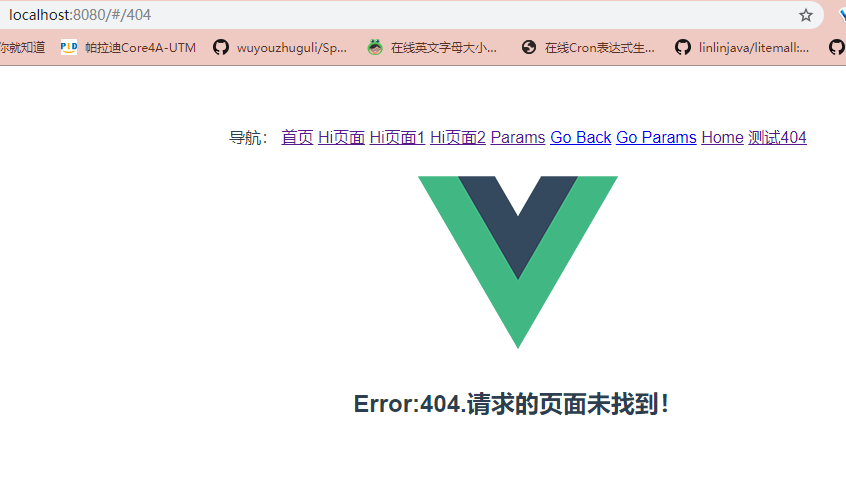 localhost:8080/#/404
你就知道 PiD 帕拉迪Core4A-UTM wuyouzhuguli/Sp... 在线英文字母大小... 在线Cron表达式生... linlinjava/litemall:...
导航： 首页 Hi页面 Hi页面1 Hi页面2 Params Go Back Go Params Home 测试404
Error:404.请求的页面未找到！